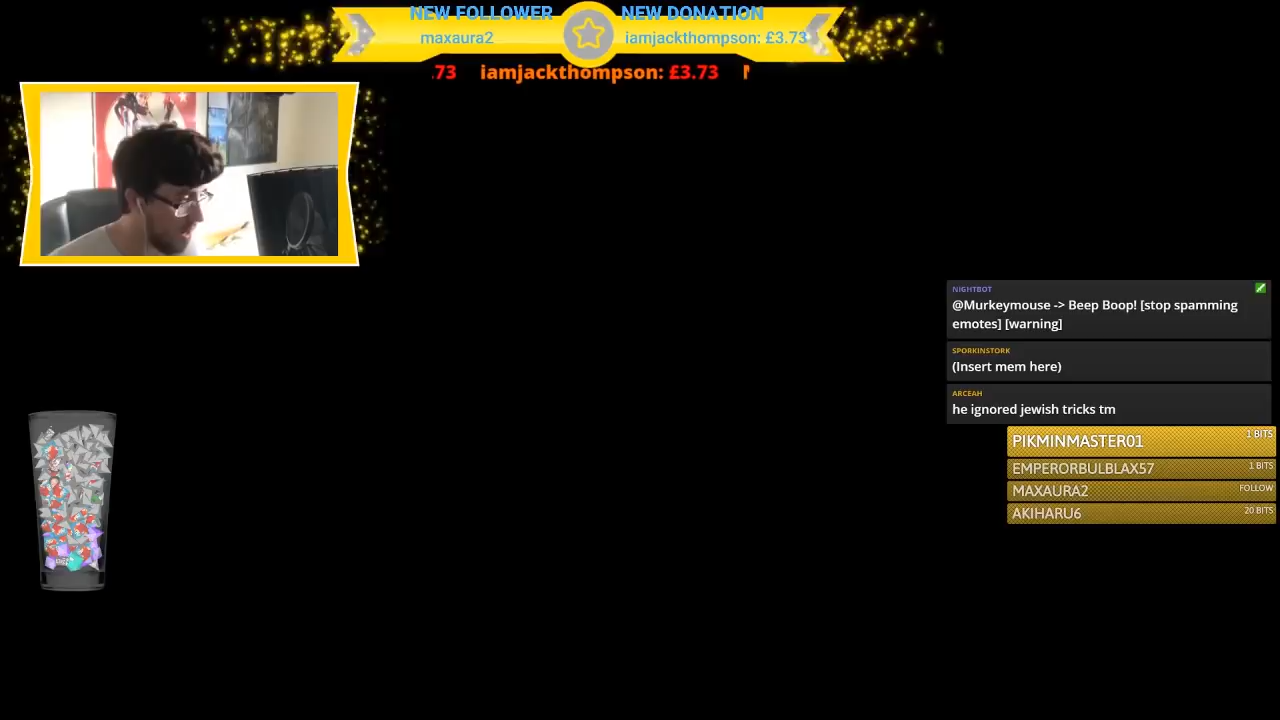 NEW FOLLOWER
NEW DONATION
maxaura2
iamjackthompson: £3.73
.73 iamjackthompson: £3.73
NIGHTBOT
@Murkeymouse -> Beep Boop! [stop spamming
emotes] [warning]
SPORKINSTORK
(Insert mem here)
ARCEAH
he ignored jewish tricks tm
PIKMINMASTER01 1 BITS
EMPERORBULBLAX57 1 BITS
MAXAURA2 FOLLOW
AKIHARU6 20 BITS